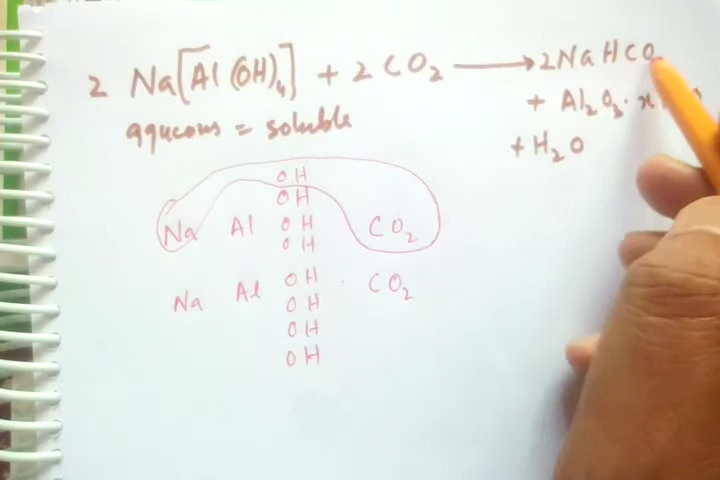 2 Na[Al(OH)₄] + 2CO₂ ⟶ 2NaHCO
aqueous = soluble
+ Al₂O₃·x
+ H₂O
OH
OH
Na Al OH CO₂
OH
OH
Na Al OH · CO₂
OH
OH